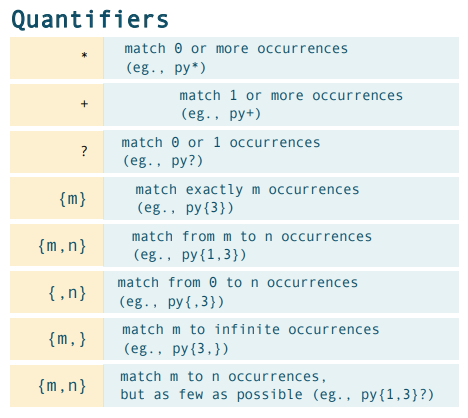 Quantifiers
* match 0 or more occurrences
(eg., py*)
+ match 1 or more occurrences
(eg., py+)
? match 0 or 1 occurrences
(eg., py?)
{m} match exactly m occurrences
(eg., py{3})
{m,n} match from m to n occurrences
(eg., py{1,3})
{,n} match from 0 to n occurrences
(eg., py{,3})
{m,} match m to infinite occurrences
(eg., py{3,})
{m,n} match m to n occurrences,
but as few as possible (eg., py{1,3}?)